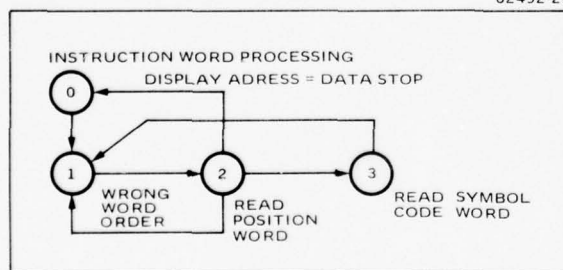 INSTRUCTION WORD PROCESSING
DISPLAY ADRESS = DATA STOP
0
1
2
3
WRONG
WORD
ORDER
READ
POSITION
WORD
READ SYMBOL
CODE WORD